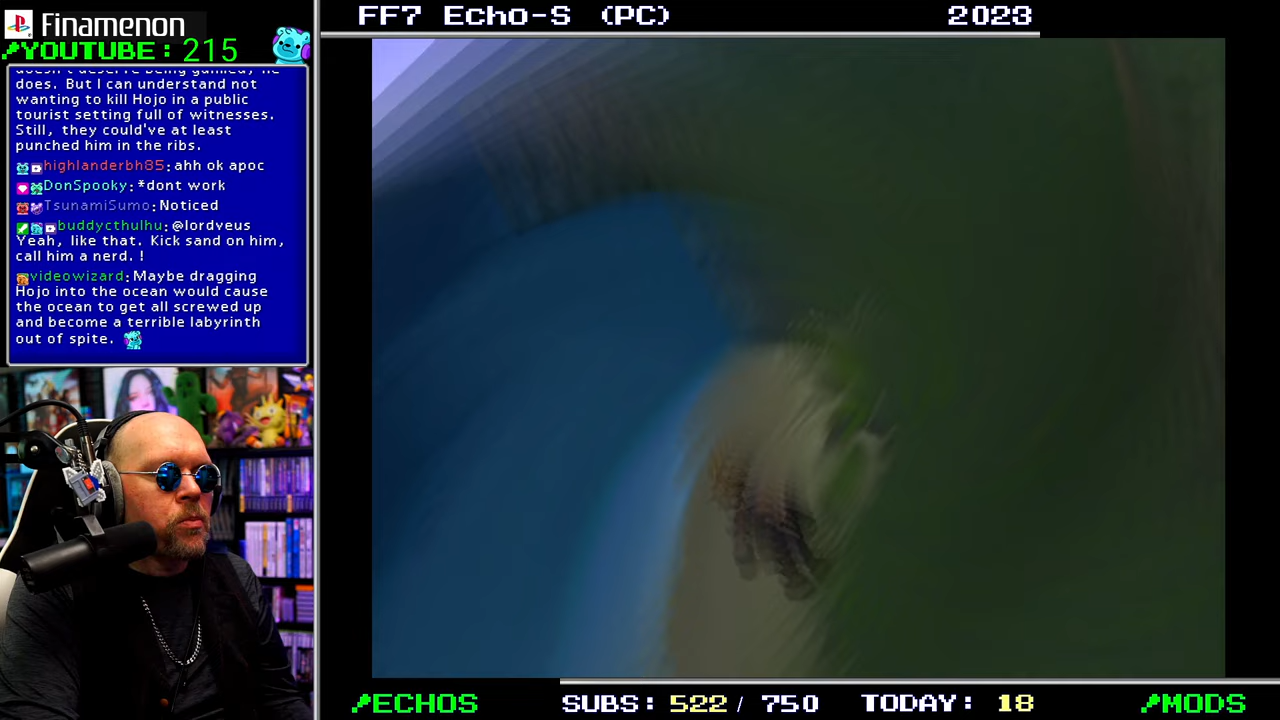 Finamenon
FF7 Echo-S (PC)
2023
/YOUTUBE: 215
does. But I can understand not
wanting to kill Hojo in a public
tourist setting full of witnesses.
Still, they could've at least
punched him in the ribs.
highlanderbh85: ahh ok apoc
DonSpooky: *dont work
TsunamiSumo: Noticed
buddycthulhu: @lordveus
Yeah, like that. Kick sand on him,
call him a nerd. !
videowizard: Maybe dragging
Hojo into the ocean would cause
the ocean to get all screwed up
and become a terrible labyrinth
out of spite.
/ECHOS
SUBS: 522/ 750
TODAY: 18
/MODS